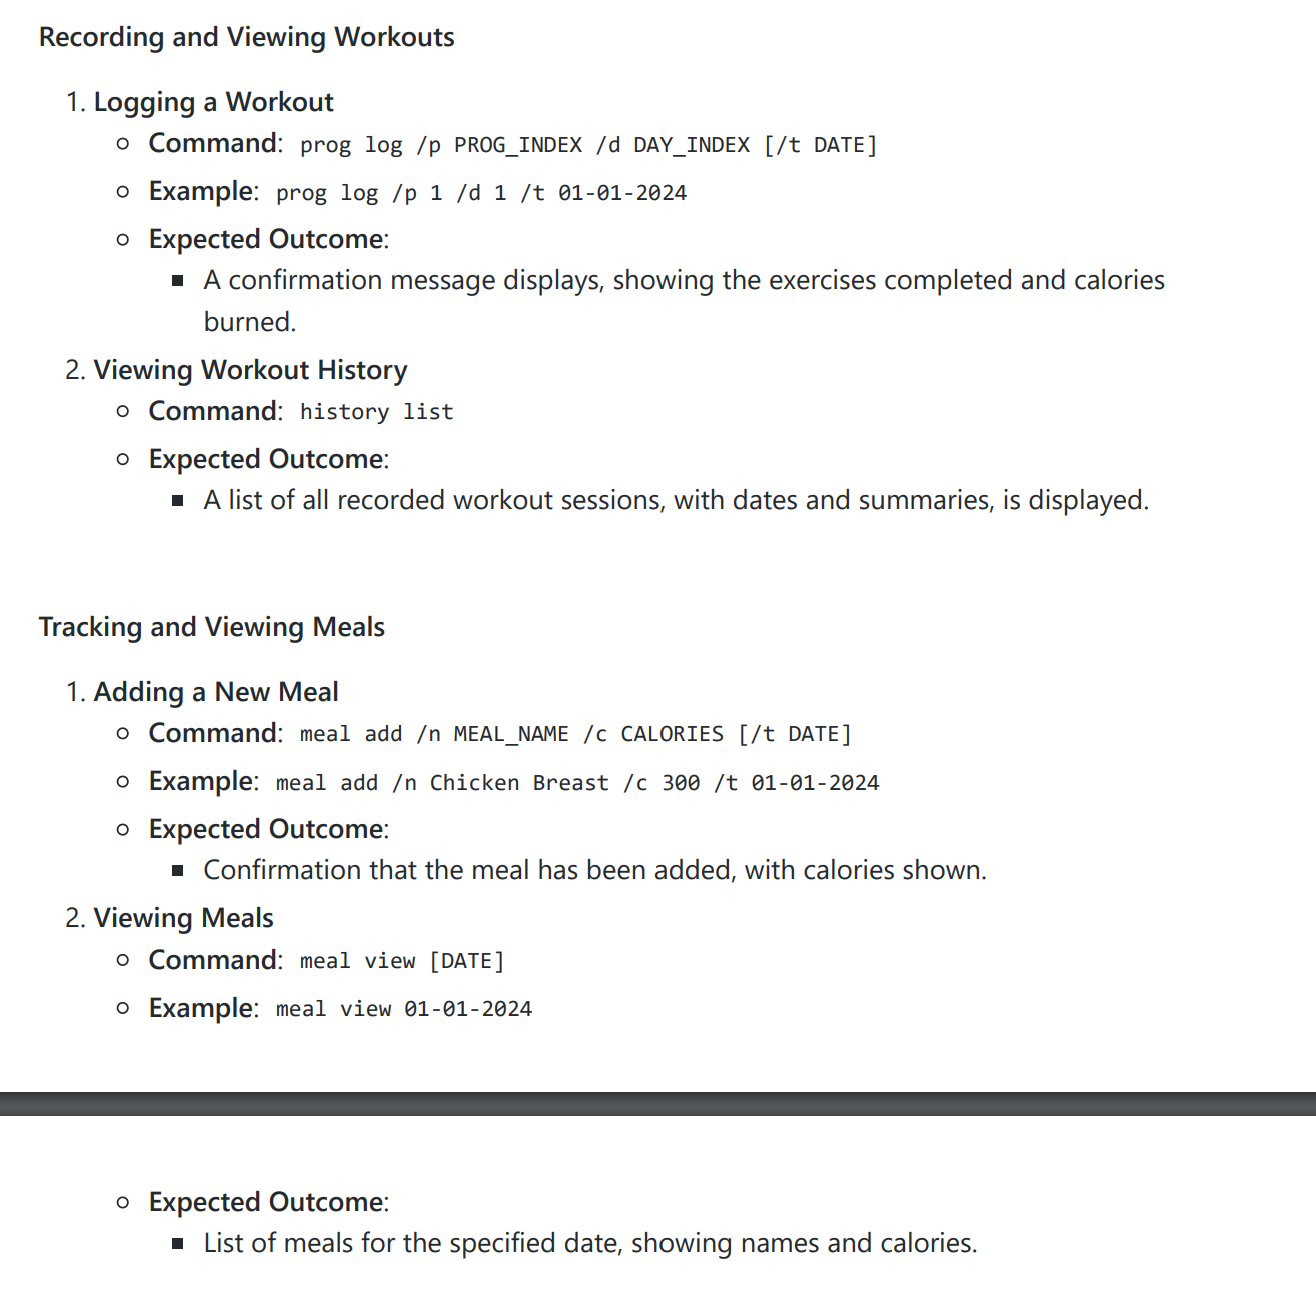 Recording and Viewing Workouts
1. Logging a Workout
Command: prog log /p PROG_INDEX /d DAY_INDEX [/t DATE]
Example: prog log /p 1 /d 1 /t 01-01-2024
Expected Outcome:
A confirmation message displays, showing the exercises completed and calories
burned.
2. Viewing Workout History
Command: history list
Expected Outcome:
A list of all recorded workout sessions, with dates and summaries, is displayed.
Tracking and Viewing Meals
1. Adding a New Meal
Command: meal add /n MEAL_NAME /c CALORIES [/t DATE]
Example: meal add /n Chicken Breast /c 300 /t 01-01-2024
Expected Outcome:
Confirmation that the meal has been added, with calories shown.
2. Viewing Meals
Command: meal view [DATE]
Example: meal view 01-01-2024
Expected Outcome:
List of meals for the specified date, showing names and calories.